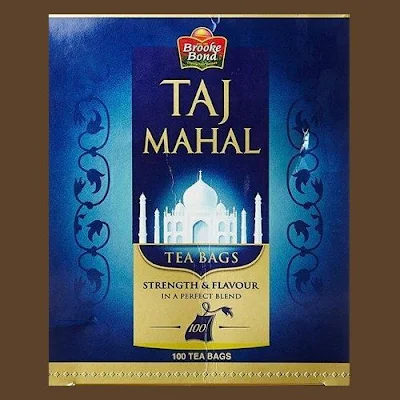 Brooke
Bond
TAJ
MAHAL
TEA BAGS
STRENGTH & FLAVOUR
IN A PERFECT BLEND
100
100 TEA BAGS